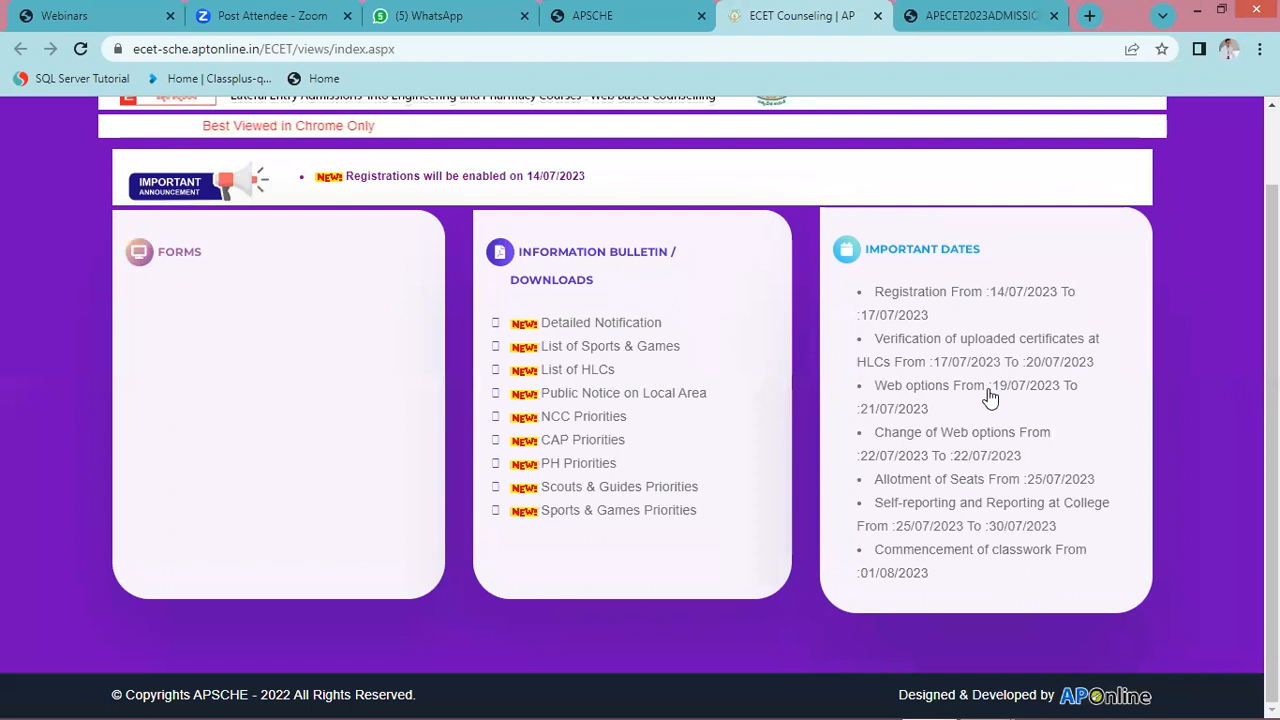 Webinars
Post Attendee - Zoom
(5) WhatsApp
APSCHE
ECET Counseling | AP
APECET2023ADMISSIO
ecet-sche.aptonline.in/ECET/views/index.aspx
SQL Server Tutorial
Home | Classplus-q...
Home
Lateral Entry Admissions into Engineering and Pharmacy Courses - Web Based Counselling
Best Viewed in Chrome Only
IMPORTANT
ANNOUNCEMENT
• NEW! Registrations will be enabled on 14/07/2023
FORMS
INFORMATION BULLETIN /
DOWNLOADS
NEW! Detailed Notification
NEW! List of Sports & Games
NEW! List of HLCs
NEW! Public Notice on Local Area
NEW! NCC Priorities
NEW! CAP Priorities
NEW! PH Priorities
NEW! Scouts & Guides Priorities
NEW! Sports & Games Priorities
IMPORTANT DATES
• Registration From :14/07/2023 To
:17/07/2023
• Verification of uploaded certificates at
HLCs From :17/07/2023 To :20/07/2023
• Web options From :19/07/2023 To
:21/07/2023
• Change of Web options From
:22/07/2023 To :22/07/2023
• Allotment of Seats From :25/07/2023
• Self-reporting and Reporting at College
From :25/07/2023 To :30/07/2023
• Commencement of classwork From
:01/08/2023
© Copyrights APSCHE - 2022 All Rights Reserved.
Designed & Developed by APOnline